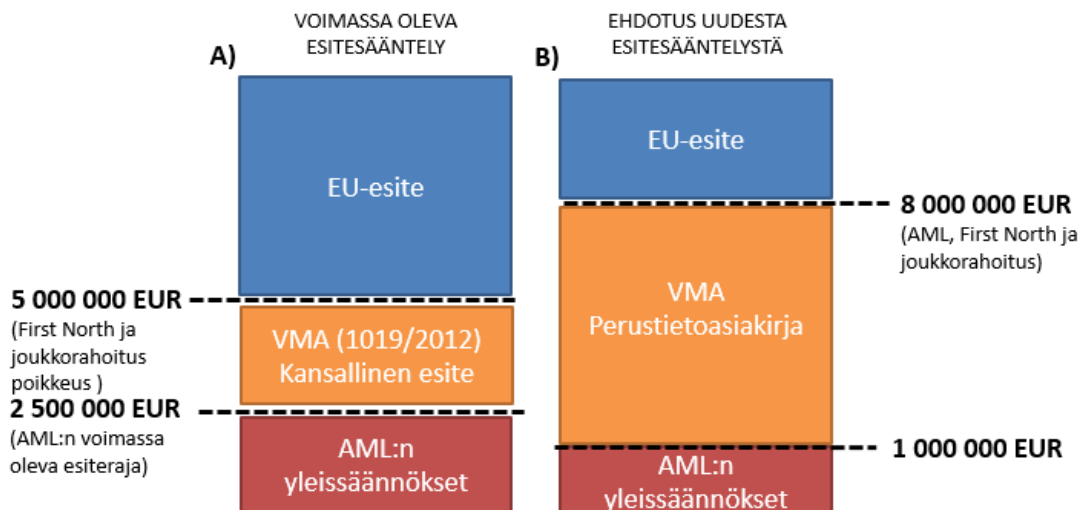 VOIMASSA OLEVA
ESITESÄÄNTELY
A)
EU-esite
5 000 000 EUR
(First North ja
joukkorahoitus
poikkeus )
VMA (1019/2012)
Kansallinen esite
2 500 000 EUR
(AML:n voimassa
oleva esiteraja)
AML:n
yleissäännökset
EHDOTUS UUDESTA
ESITESÄÄNTELYSTÄ
B)
EU-esite
8 000 000 EUR
(AML, First North ja
joukkorahoitus)
VMA
Perustietoasiakirja
1 000 000 EUR
AML:n
yleissäännökset